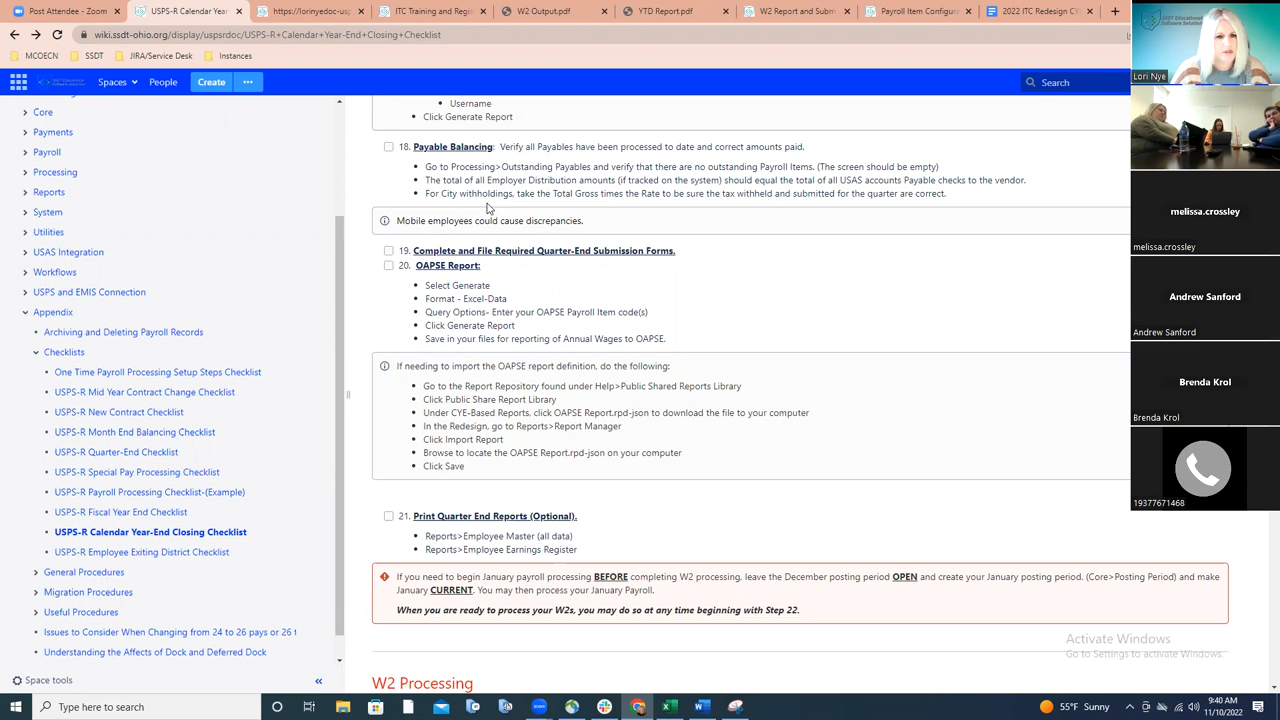 USPS-R Calendar Year-End
https://lorinyedoc-usp
ITC Training and Reg
W2 Output.pdf
YTD Report.pdf
W2 Report and Subm
Payroll Item Configure
2022 ITC Redesign CY
wiki.ssdt-ohio.org/display/uspsrdoc/USPS-R+Calendar+Year-End+Closing+Checklist
MCOECN
SSDT
JIRA/Service Desk
Instances
Spaces
People
Create
Search
Core
Payments
Payroll
Processing
Reports
System
Utilities
USAS Integration
Workflows
USPS and EMIS Connection
Appendix
Archiving and Deleting Payroll Records
Checklists
One Time Payroll Processing Setup Steps Checklist
USPS-R Mid Year Contract Change Checklist
USPS-R New Contract Checklist
USPS-R Month End Balancing Checklist
USPS-R Quarter-End Checklist
USPS-R Special Pay Processing Checklist
USPS-R Payroll Processing Checklist-(Example)
USPS-R Fiscal Year End Checklist
USPS-R Calendar Year-End Closing Checklist
USPS-R Employee Exiting District Checklist
General Procedures
Migration Procedures
Useful Procedures
Issues to Consider When Changing from 24 to 26 pays or 26 t
Understanding the Affects of Dock and Deferred Dock
Space tools
«
Username
Click Generate Report
18. Payable Balancing: Verify all Payables have been processed to date and correct amounts paid.
Go to Processing>Outstanding Payables and verify that there are no outstanding Payroll Items. (The screen should be empty)
The total of all Employer Distribution amounts (if tracked on the system) should equal the total of all USAS accounts Payable checks to the vendor.
For City withholdings, take the Total Gross times the Rate to be sure the tax withheld and submitted for the quarter are correct.
Mobile employees could cause discrepancies.
19. Complete and File Required Quarter-End Submission Forms.
20. OAPSE Report:
Select Generate
Format - Excel-Data
Query Options- Enter your OAPSE Payroll Item code(s)
Click Generate Report
Save in your files for reporting of Annual Wages to OAPSE.
If needing to import the OAPSE report definition, do the following:
Go to the Report Repository found under Help>Public Shared Reports Library
Click Public Share Report Library
Under CYE-Based Reports, click OAPSE Report.rpd-json to download the file to your computer
In the Redesign, go to Reports>Report Manager
Click Import Report
Browse to locate the OAPSE Report.rpd-json on your computer
Click Save
21. Print Quarter End Reports (Optional).
Reports>Employee Master (all data)
Reports>Employee Earnings Register
If you need to begin January payroll processing BEFORE completing W2 processing, leave the December posting period OPEN and create your January posting period. (Core>Posting Period) and make
January CURRENT. You may then process your January Payroll.
When you are ready to process your W2s, you may do so at any time beginning with Step 22.
W2 Processing
Activate Windows
Go to Settings to activate Windows.
Lori Nye
melissa.crossley
melissa.crossley
Andrew Sanford
Andrew Sanford
Brenda Krol
Brenda Krol
19377671468
Type here to search
55°F Sunny
9:40 AM
11/10/2022